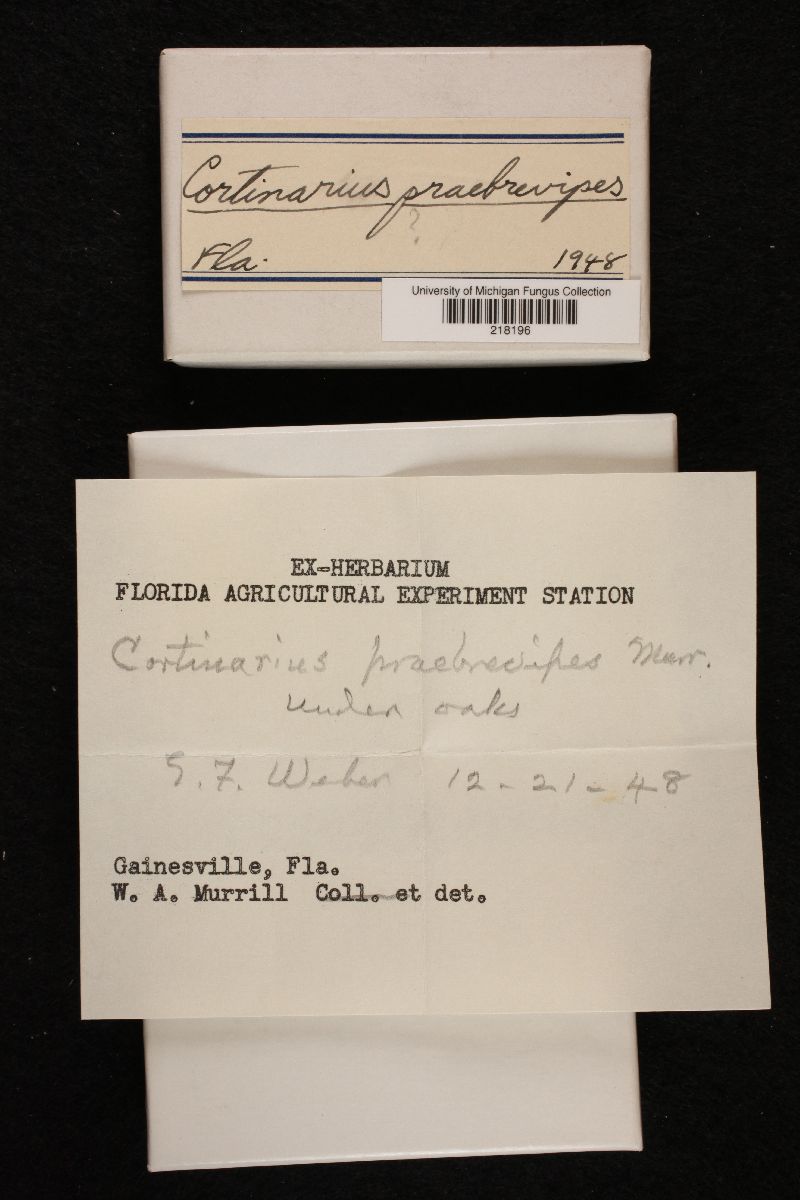 Cortinarius praebrevipes
?
Fla. 1948
University of Michigan Fungus Collection
218196
EX-HERBARIUM
FLORIDA AGRICULTURAL EXPERIMENT STATION
Cortinarius praebrevipes Murr.
under oaks
G. F. Weber 12-21-48
Gainesville, Fla.
W. A. Murrill Coll. et det.